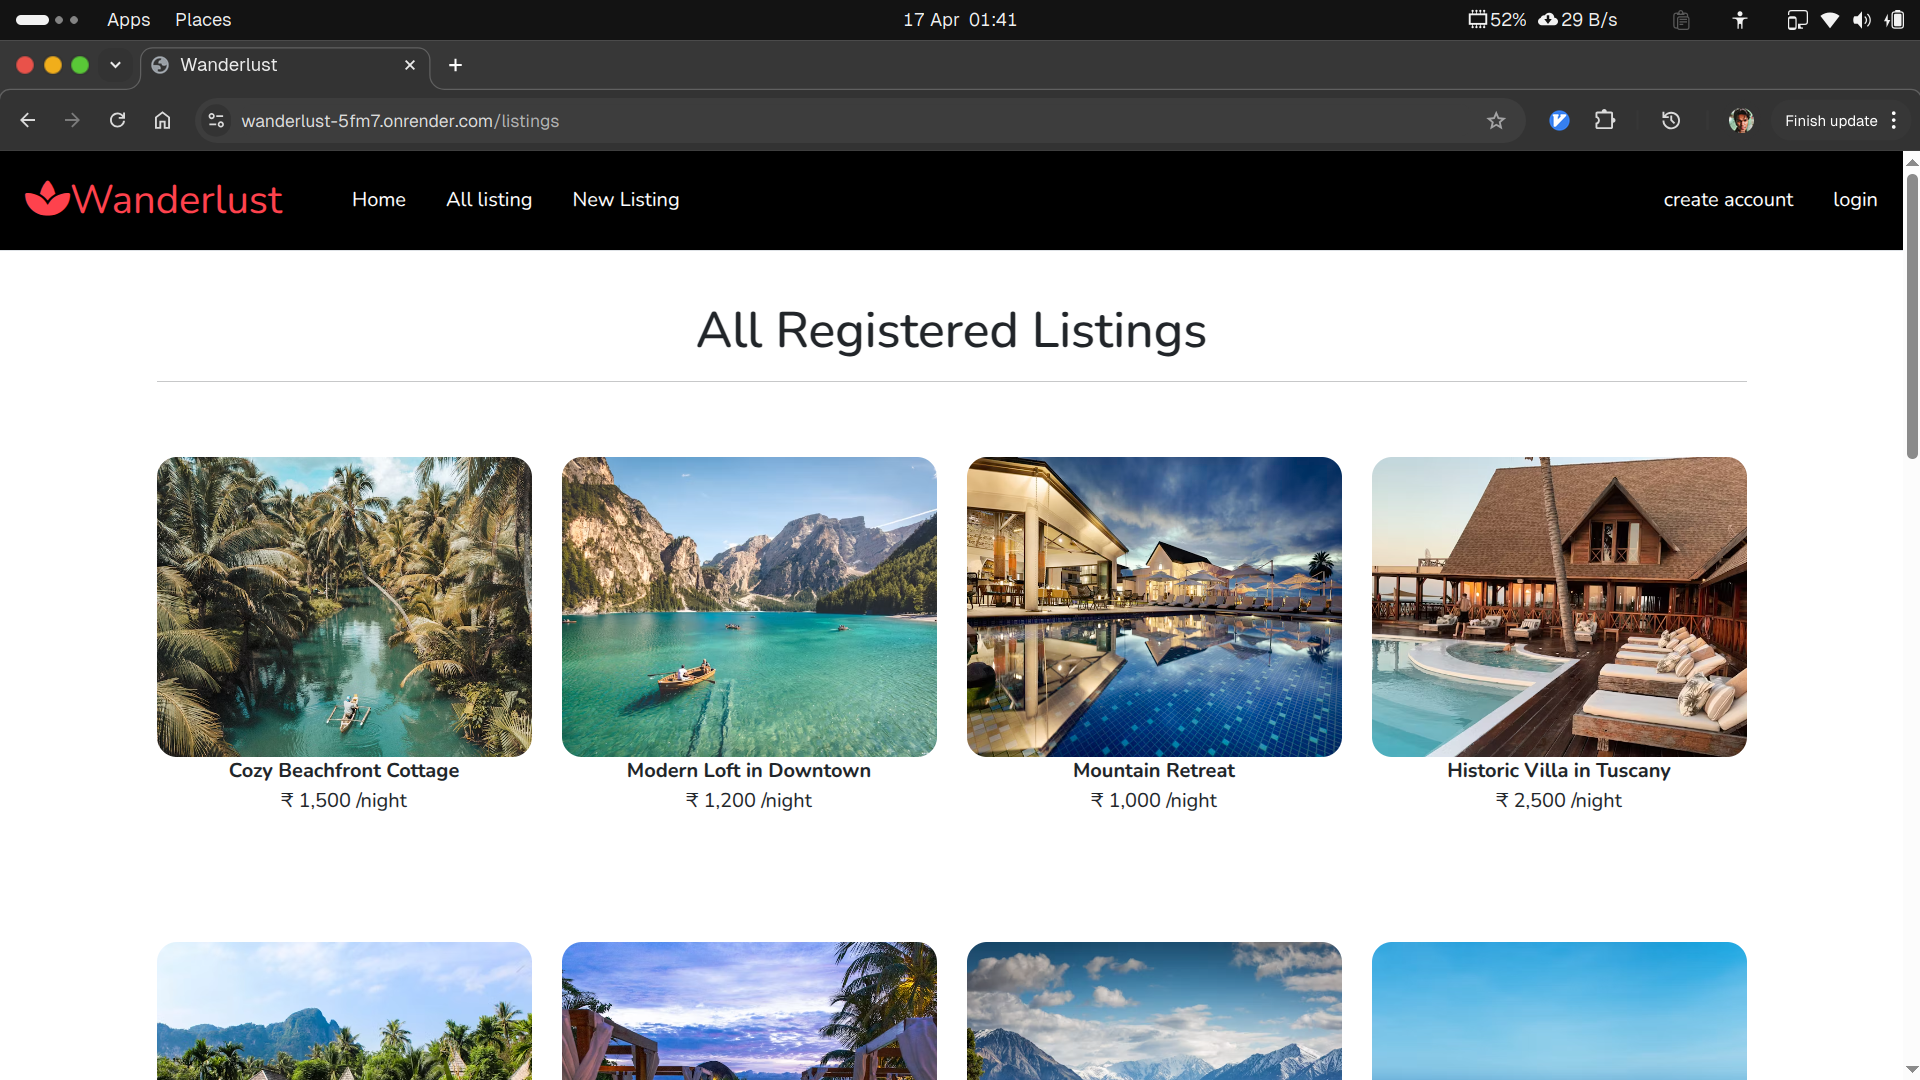 Apps Places 17 Apr 01:41 52% 29 B/s
Wanderlust
wanderlust-5fm7.onrender.com/listings Finish update
Wanderlust Home All listing New Listing create account login
All Registered Listings
Cozy Beachfront Cottage
₹ 1,500 /night
Modern Loft in Downtown
₹ 1,200 /night
Mountain Retreat
₹ 1,000 /night
Historic Villa in Tuscany
₹ 2,500 /night